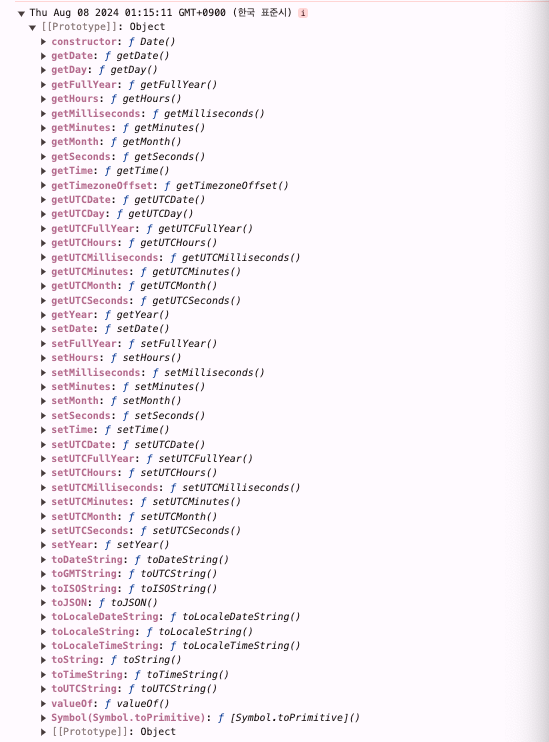 Thu Aug 08 2024 01:15:11 GMT+0900 (한국 표준시) i
[[Prototype]]: Object
constructor: ƒ Date()
getDate: ƒ getDate()
getDay: ƒ getDay()
getFullYear: ƒ getFullYear()
getHours: ƒ getHours()
getMilliseconds: ƒ getMilliseconds()
getMinutes: ƒ getMinutes()
getMonth: ƒ getMonth()
getSeconds: ƒ getSeconds()
getTime: ƒ getTime()
getTimezoneOffset: ƒ getTimezoneOffset()
getUTCDate: ƒ getUTCDate()
getUTCDay: ƒ getUTCDay()
getUTCFullYear: ƒ getUTCFullYear()
getUTCHours: ƒ getUTCHours()
getUTCMilliseconds: ƒ getUTCMilliseconds()
getUTCMinutes: ƒ getUTCMinutes()
getUTCMonth: ƒ getUTCMonth()
getUTCSeconds: ƒ getUTCSeconds()
getYear: ƒ getYear()
setDate: ƒ setDate()
setFullYear: ƒ setFullYear()
setHours: ƒ setHours()
setMilliseconds: ƒ setMilliseconds()
setMinutes: ƒ setMinutes()
setMonth: ƒ setMonth()
setSeconds: ƒ setSeconds()
setTime: ƒ setTime()
setUTCDate: ƒ setUTCDate()
setUTCFullYear: ƒ setUTCFullYear()
setUTCHours: ƒ setUTCHours()
setUTCMilliseconds: ƒ setUTCMilliseconds()
setUTCMinutes: ƒ setUTCMinutes()
setUTCMonth: ƒ setUTCMonth()
setUTCSeconds: ƒ setUTCSeconds()
setYear: ƒ setYear()
toDateString: ƒ toDateString()
toGMTString: ƒ toUTCString()
toISOString: ƒ toISOString()
toJSON: ƒ toJSON()
toLocaleDateString: ƒ toLocaleDateString()
toLocaleString: ƒ toLocaleString()
toLocaleTimeString: ƒ toLocaleTimeString()
toString: ƒ toString()
toTimeString: ƒ toTimeString()
toUTCString: ƒ toUTCString()
valueOf: ƒ valueOf()
Symbol(Symbol.toPrimitive): ƒ [Symbol.toPrimitive]()
[[Prototype]]: Object